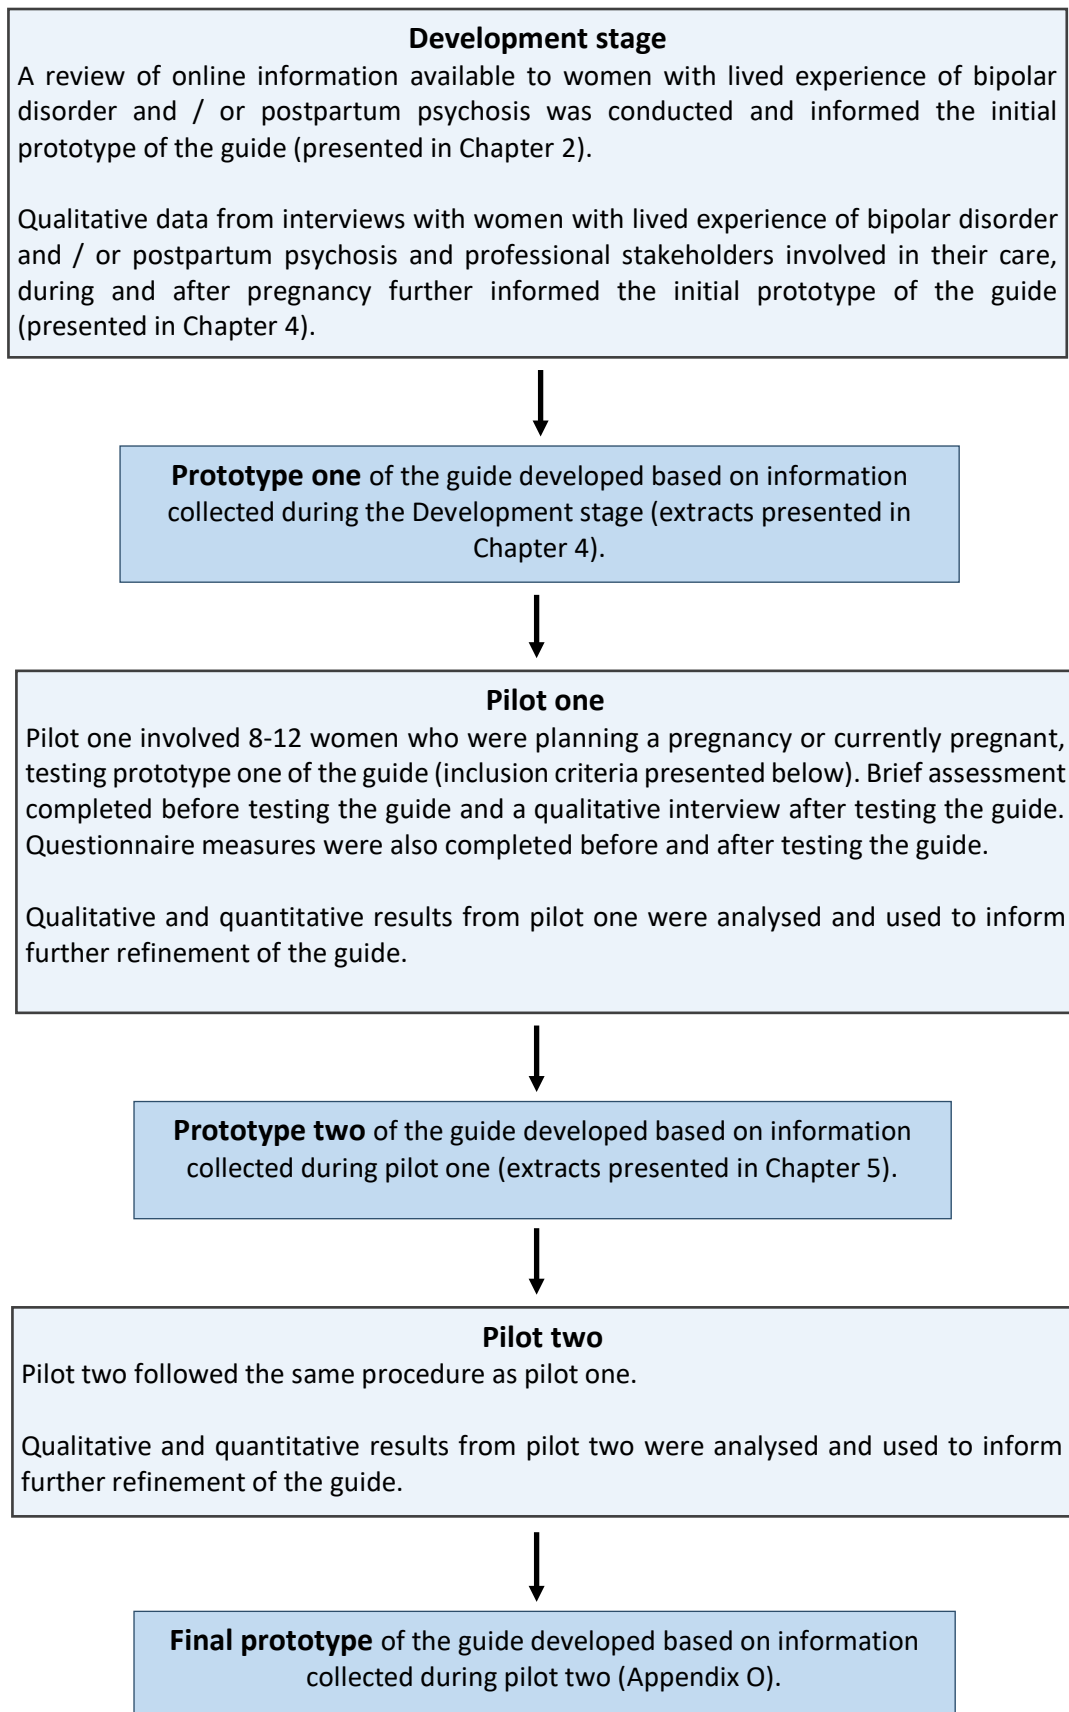 Development stage
A review of online information available to women with lived experience of bipolar
disorder and / or postpartum psychosis was conducted and informed the initial
prototype of the guide (presented in Chapter 2).
Qualitative data from interviews with women with lived experience of bipolar disorder
and / or postpartum psychosis and professional stakeholders involved in their care,
during and after pregnancy further informed the initial prototype of the guide
(presented in Chapter 4).
Prototype one of the guide developed based on information
collected during the Development stage (extracts presented in
Chapter 4).
Pilot one
Pilot one involved 8-12 women who were planning a pregnancy or currently pregnant,
testing prototype one of the guide (inclusion criteria presented below). Brief assessment
completed before testing the guide and a qualitative interview after testing the guide.
Questionnaire measures were also completed before and after testing the guide.
Qualitative and quantitative results from pilot one were analysed and used to inform
further refinement of the guide.
Prototype two of the guide developed based on information
collected during pilot one (extracts presented in Chapter 5).
Pilot two
Pilot two followed the same procedure as pilot one.
Qualitative and quantitative results from pilot two were analysed and used to inform
further refinement of the guide.
Final prototype of the guide developed based on information
collected during pilot two (Appendix O).